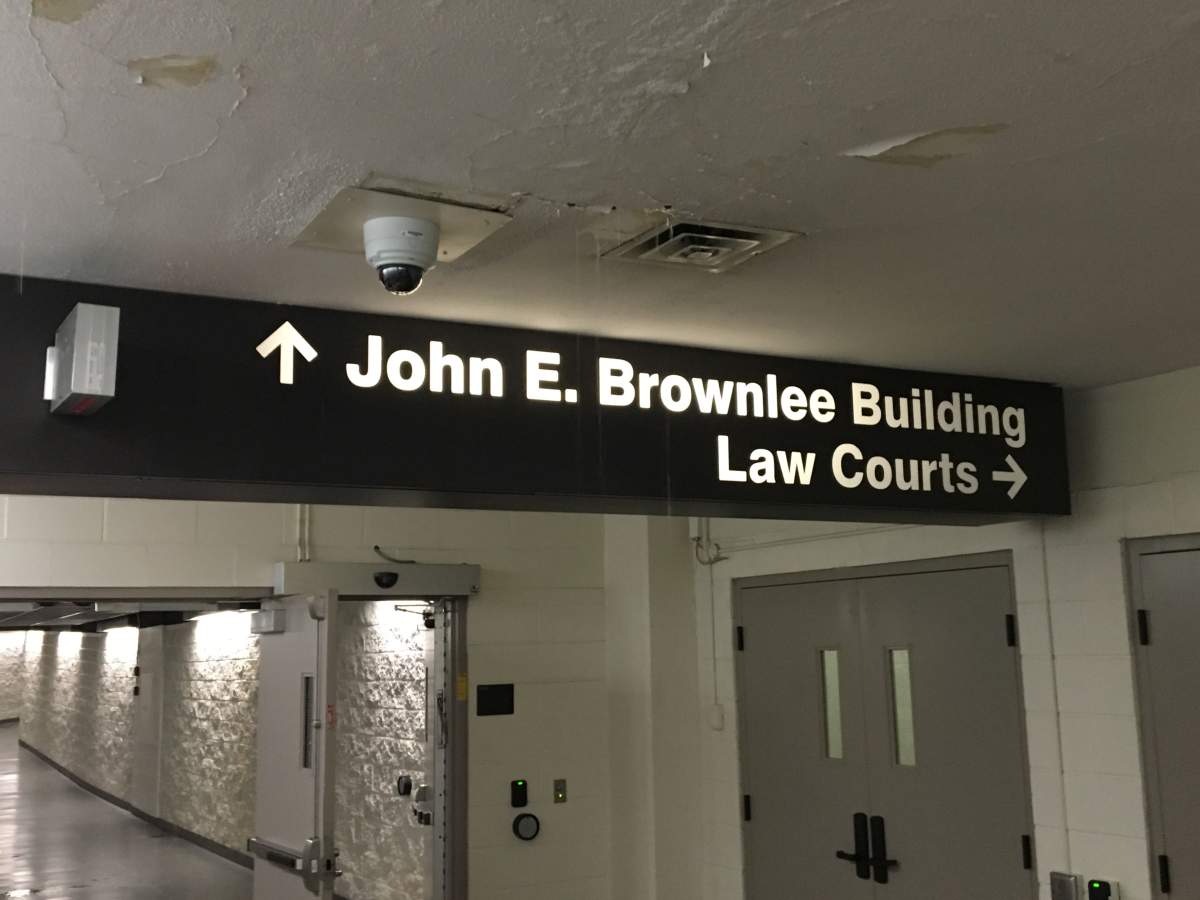 ↑ John E. Brownlee Building
Law Courts →